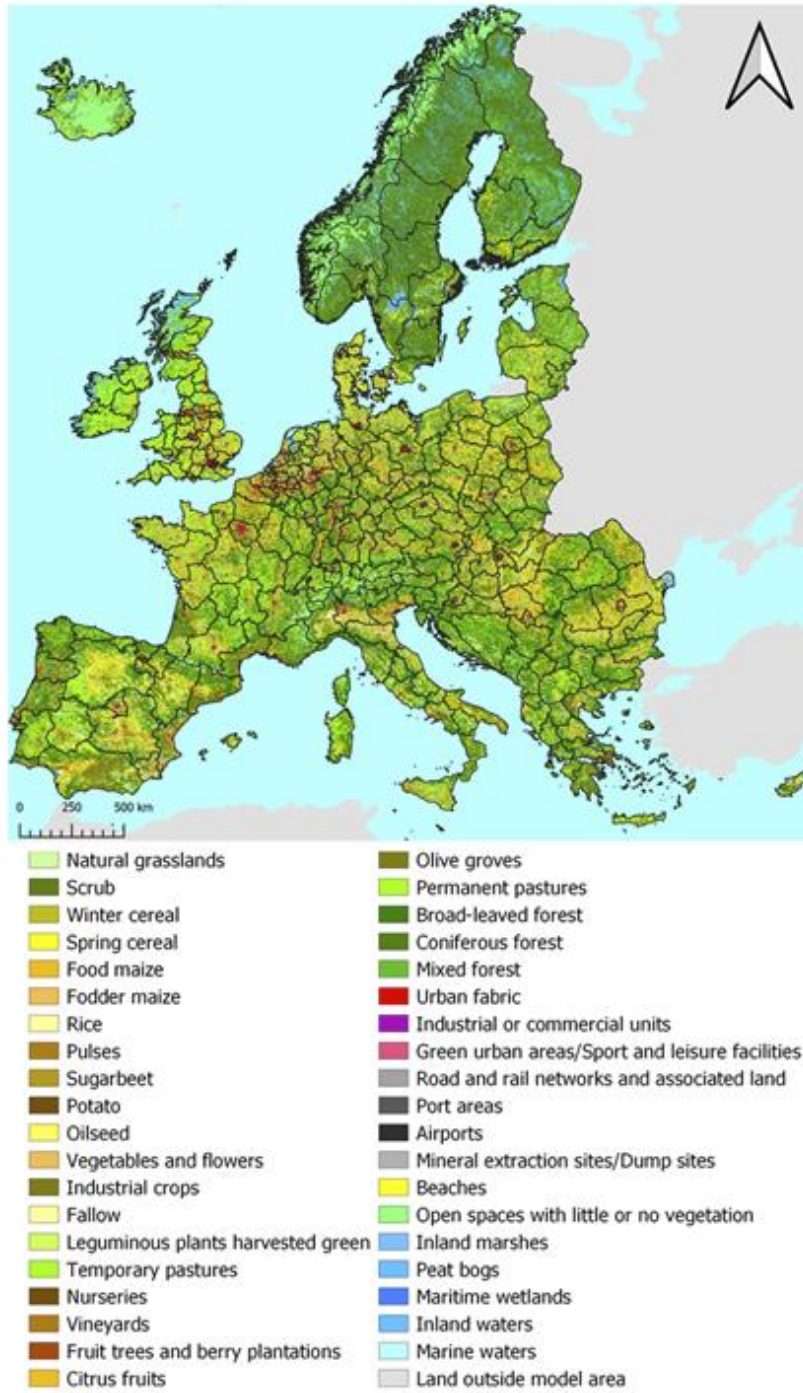 0 250 500 km
Natural grasslands
Scrub
Winter cereal
Spring cereal
Food maize
Fodder maize
Rice
Pulses
Sugarbeet
Potato
Oilseed
Vegetables and flowers
Industrial crops
Fallow
Leguminous plants harvested green
Temporary pastures
Nurseries
Vineyards
Fruit trees and berry plantations
Citrus fruits
Olive groves
Permanent pastures
Broad-leaved forest
Coniferous forest
Mixed forest
Urban fabric
Industrial or commercial units
Green urban areas/Sport and leisure facilities
Road and rail networks and associated land
Port areas
Airports
Mineral extraction sites/Dump sites
Beaches
Open spaces with little or no vegetation
Inland marshes
Peat bogs
Maritime wetlands
Inland waters
Marine waters
Land outside model area